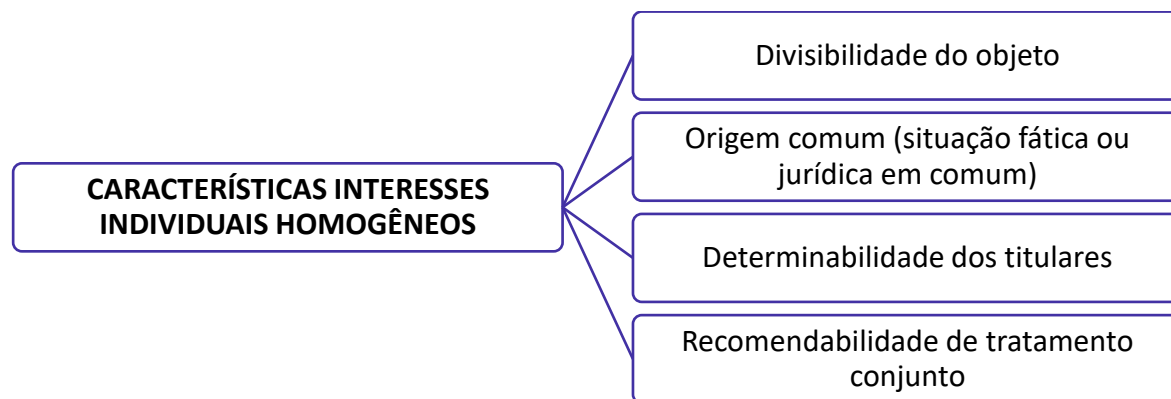 CARACTERÍSTICAS INTERESSES
INDIVIDUAIS HOMOGÊNEOS
Divisibilidade do objeto
Origem comum (situação fática ou
jurídica em comum)
Determinabilidade dos titulares
Recomendabilidade de tratamento
conjunto